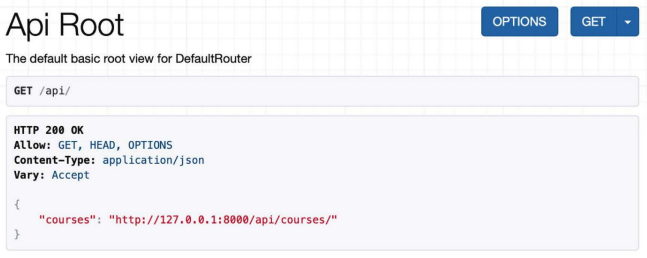 Api Root
OPTIONS
GET
The default basic root view for DefaultRouter
GET /api/
HTTP 200 OK
Allow: GET, HEAD, OPTIONS
Content-Type: application/json
Vary: Accept
{
    "courses": "http://127.0.0.1:8000/api/courses/"
}